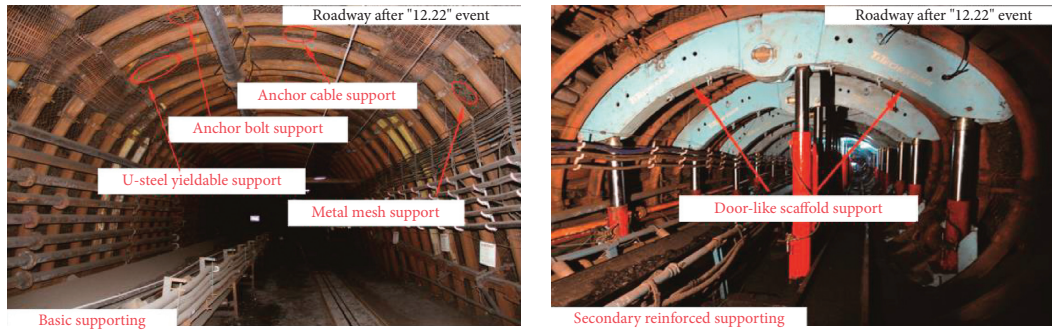 Roadway after "12.22" event
Anchor cable support
Anchor bolt support
U-steel yieldable support
Metal mesh support
Basic supporting
Roadway after "12.22" event
Door-like scaffold support
Secondary reinforced supporting